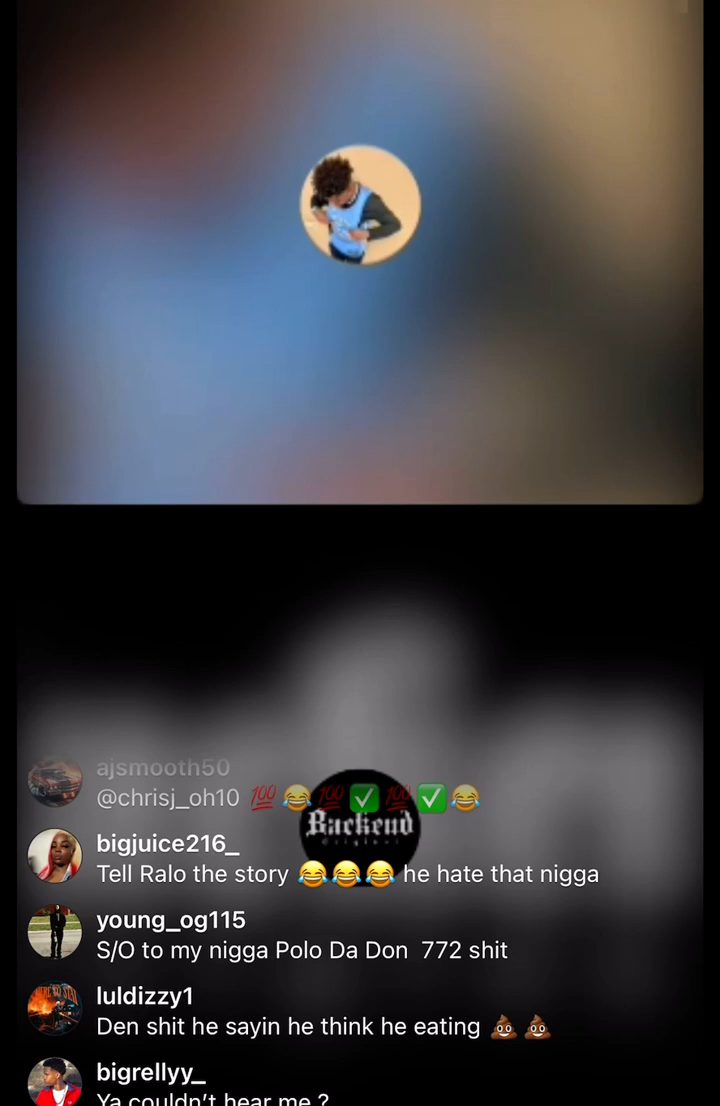 ajsmooth50
@chrisj_oh10 💯😂💯✅💯✅😂
Backend
Original
bigjuice216_
Tell Ralo the story 😂😂😂 he hate that nigga
young_og115
S/O to my nigga Polo Da Don 772 shit
luldizzy1
Den shit he sayin he think he eating 💩 💩
bigrellyy_
Ya couldn't hear me ?